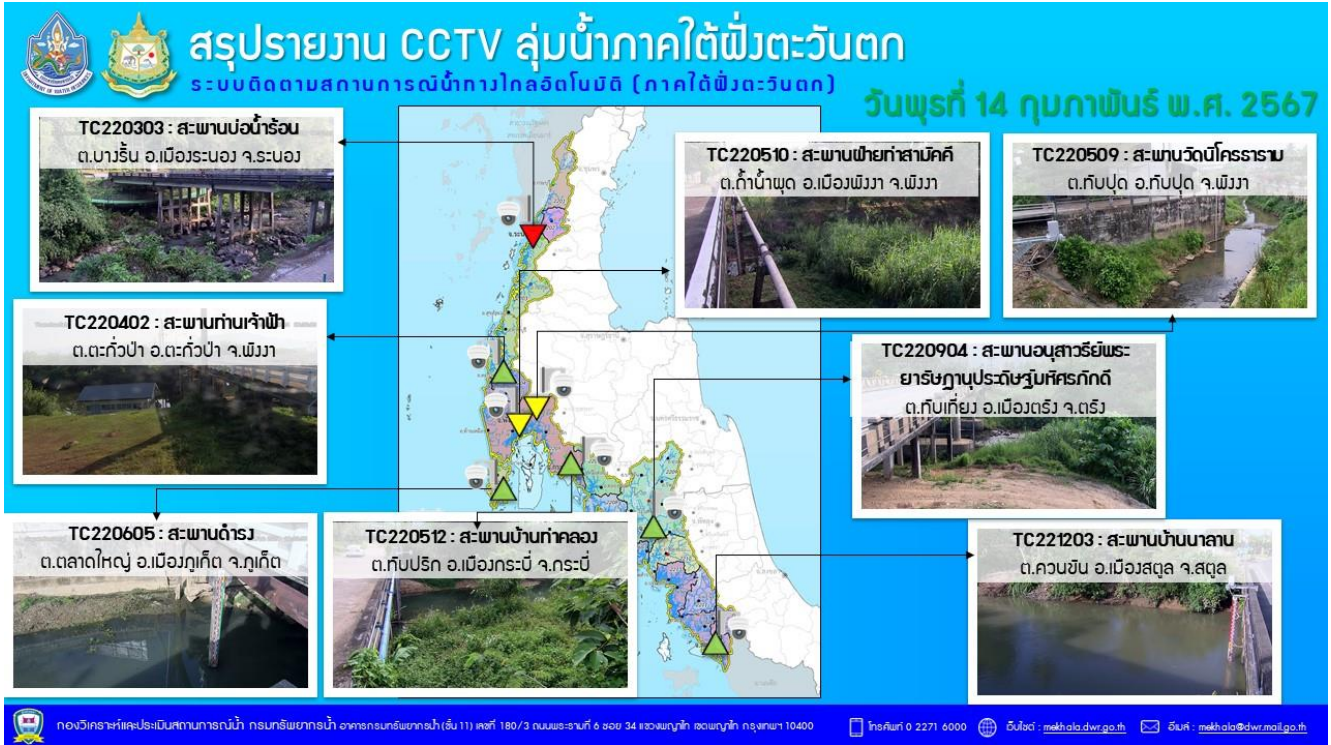 สรุปรายงาน CCTV ลุ่มน้ำภาคใต้ฝั่งตะวันตก
ระบบติดตามสถานการณ์น้ำทางไกลอัตโนมัติ (ภาคใต้ฝั่งตะวันตก)
วันพุธที่ 14 กุมภาพันธ์ พ.ศ. 2567
TC220303 : สะพานบ่อน้ำร้อน
ต.บางริ้น อ.เมืองระนอง จ.ระนอง
TC220510 : สะพานฝ่ายท่าสามัคคี
ต.ถ้ำน้ำผุด อ.เมืองพังงา จ.พังงา
TC220509 : สะพานวัดนิโครธาราม
ต.ทับปุด อ.ทับปุด จ.พังงา
TC220402 : สะพานท่านเจ้าฟ้า
ต.ตะกั่วป่า อ.ตะกั่วป่า จ.พังงา
TC220904 : สะพานอนุสาวรีย์พระ
ยารัษฎานุประดิษฐ์มหิศรภักดี
ต.ทับเที่ยง อ.เมืองตรัง จ.ตรัง
TC220605 : สะพานดำรง
ต.ตลาดใหญ่ อ.เมืองภูเก็ต จ.ภูเก็ต
TC220512 : สะพานบ้านท่าคลอง
ต.ทับปริก อ.เมืองกระบี่ จ.กระบี่
TC221203 : สะพานบ้านนาลาน
ต.ควนขัน อ.เมืองสตูล จ.สตูล
กองวิเคราะห์และประเมินสถานการณ์น้ำ กรมทรัพยากรน้ำ อาคารกรมทรัพยากรน้ำ (ชั้น 11) เลขที่ 180/3 ถนนพระรามที่ 6 ซอย 34 แขวงพญาไท เขตพญาไท กรุงเทพฯ 10400 โทรศัพท์ 0 2271 6000 เว็บไซต์ : mekhala.dwr.go.th อีเมล์ : mekhala@dwr.mail.go.th